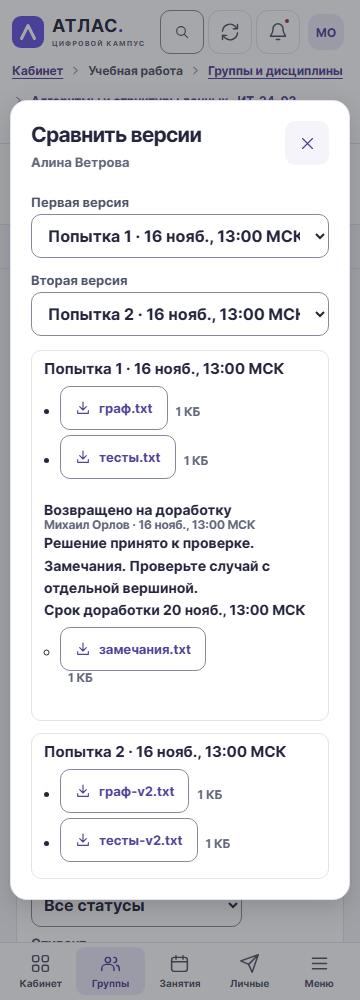 АТЛАС.
ЦИФРОВОЙ КАМПУС
МО
Кабинет
Учебная работа
Группы и дисциплины
Сравнить версии
Алина Ветрова
Первая версия
Попытка 1 · 16 нояб., 13:00 МСК
Вторая версия
Попытка 2 · 16 нояб., 13:00 МСК
Попытка 1 · 16 нояб., 13:00 МСК
граф.txt 1 КБ
тесты.txt 1 КБ
Возвращено на доработку
Михаил Орлов · 16 нояб., 13:00 МСК
Решение принято к проверке.
Замечания. Проверьте случай с
отдельной вершиной.
Срок доработки 20 нояб., 13:00 МСК
замечания.txt
1 КБ
Попытка 2 · 16 нояб., 13:00 МСК
граф-v2.txt 1 КБ
тесты-v2.txt 1 КБ
Все статусы
Кабинет
Группы
Занятия
Личные
Меню